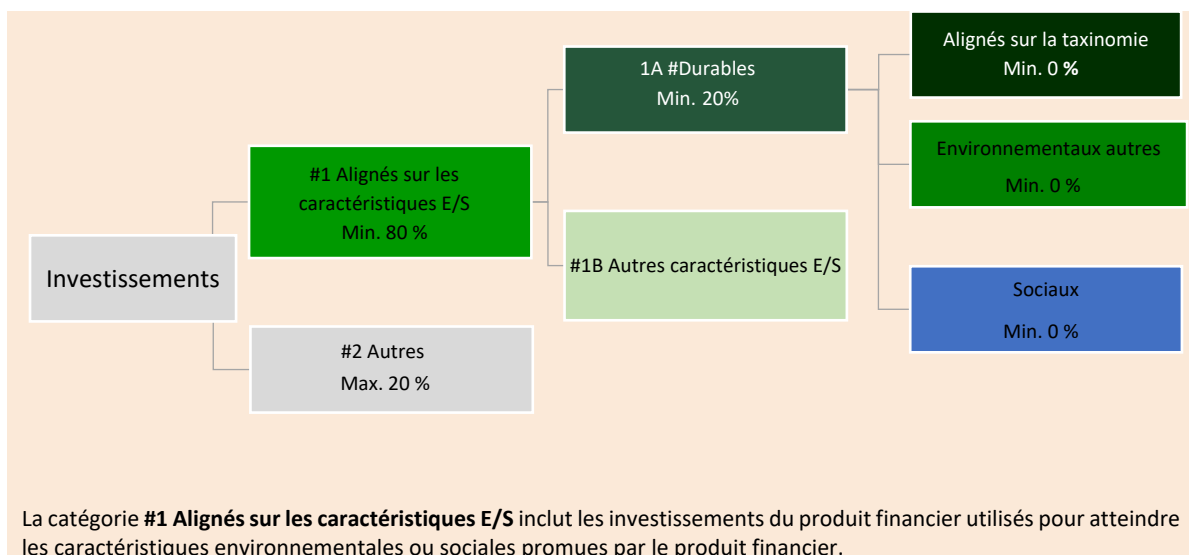 Investissements
#1 Alignés sur les
caractéristiques E/S
Min. 80 %
#2 Autres
Max. 20 %
1A #Durables
Min. 20%
#1B Autres caractéristiques E/S
Alignés sur la taxinomie
Min. 0 %
Environnementaux autres
Min. 0 %
Sociaux
Min. 0 %
La catégorie #1 Alignés sur les caractéristiques E/S inclut les investissements du produit financier utilisés pour atteindre
les caractéristiques environnementales ou sociales promues par le produit financier.